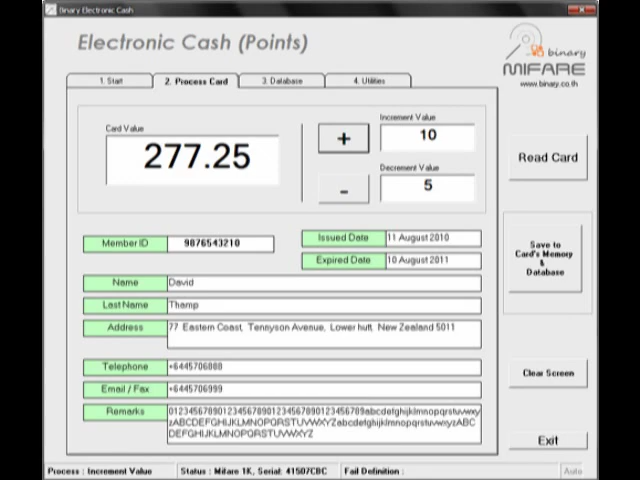 Binary Electronic Cash
Electronic Cash (Points)
binary
MIFARE
www.binary.co.th
1. Start
2. Process Card
3. Database
4. Utilities
Card Value
277.25
+
Increment Value
10
-
Decrement Value
5
Read Card
Member ID
9876543210
Issued Date
11 August 2010
Expired Date
10 August 2011
Save to
Card's Memory
&
Database
Name
David
Last Name
Thamp
Address
77 Eastern Coast, Tennyson Avenue, Lower hutt, New Zealand 5011
Telephone
+6445706888
Clear Screen
Email / Fax
+6445706999
Remarks
012345678901234567890123456789012345678 9abcdefghijklmnopqrstuvwxy
zABCDEFGHIJKLMNOPQRSTUVWXYZabcdefghijklmnopqrstuvwxyzABC
DEFGHIJKLMNOPQRSTUVWXYZ
Exit
Process : Increment Value
Status : Mifare 1K, Serial: 41507CBC
Fail Definition :
Auto